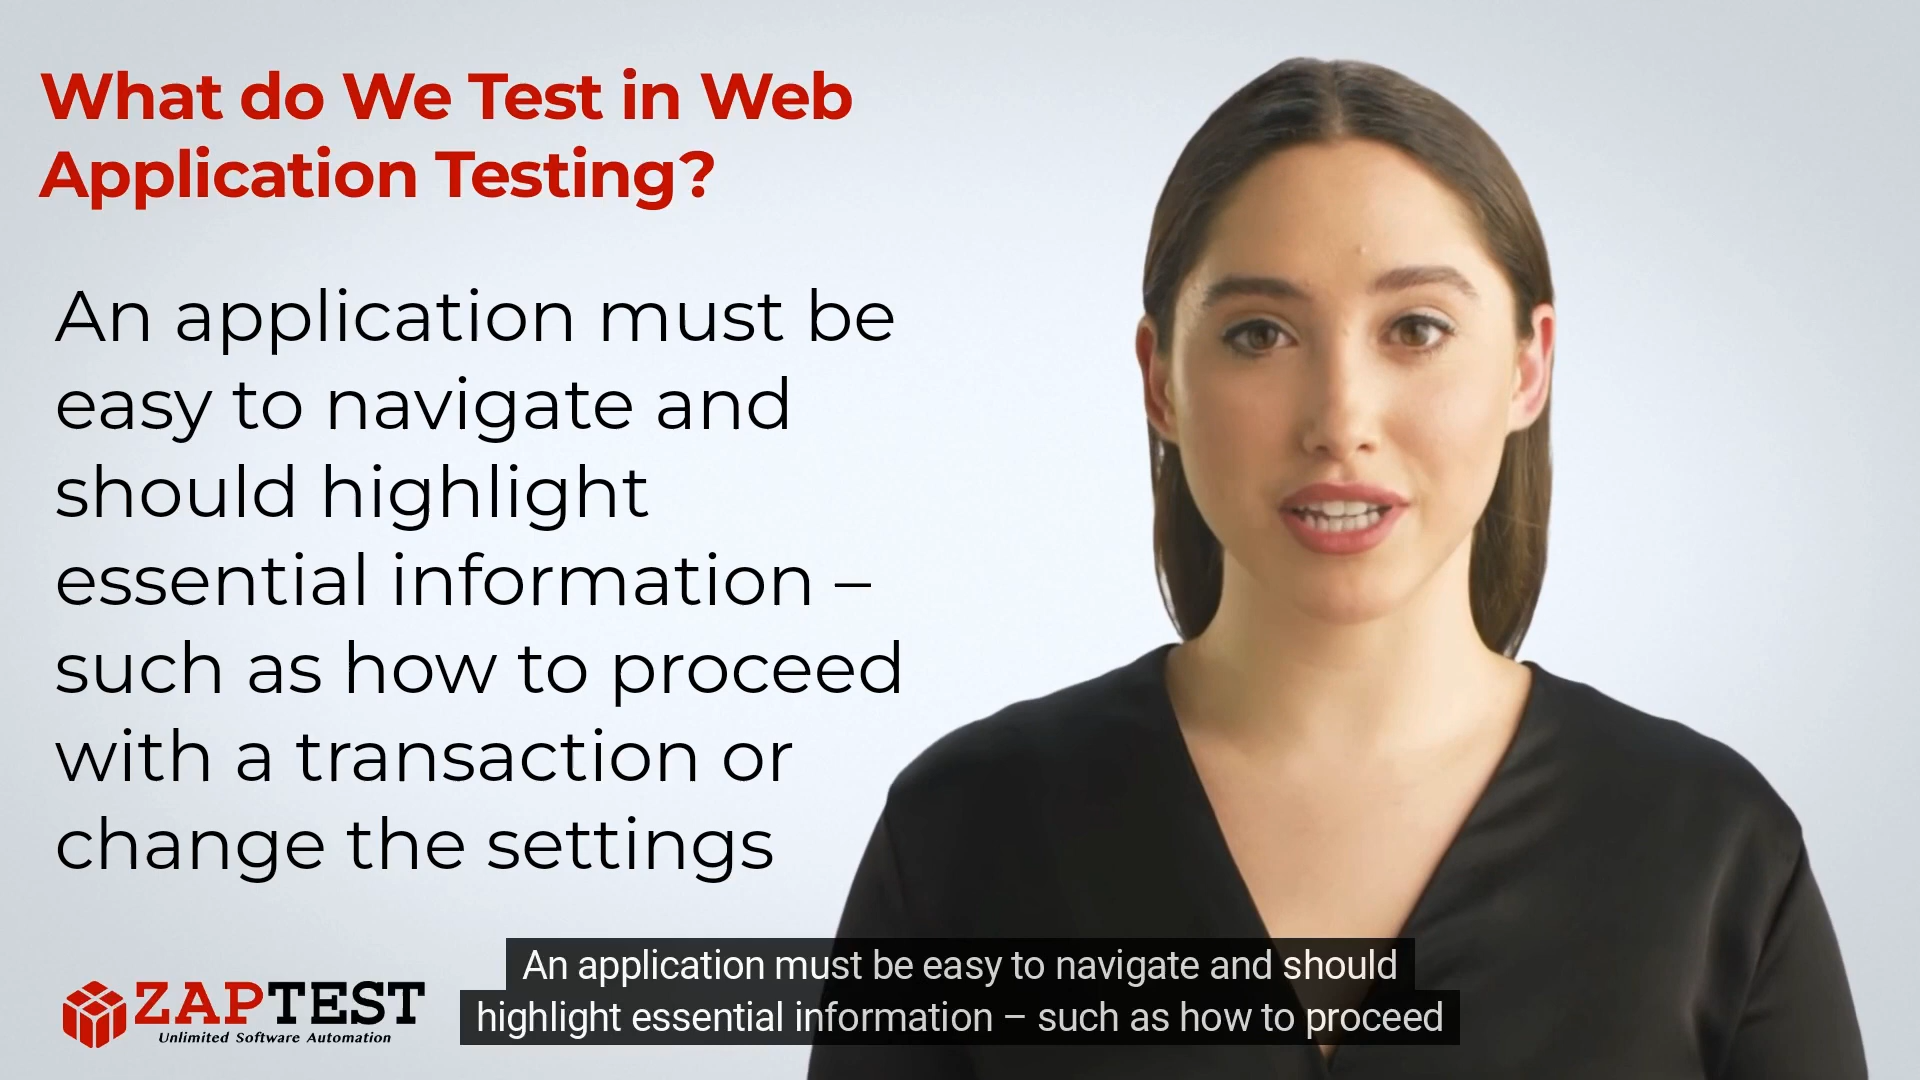 What do We Test in Web
Application Testing?
An application must be
easy to navigate and
should highlight
essential information –
such as how to proceed
with a transaction or
change the settings
ZAPTEST
Unlimited Software Automation
An application must be easy to navigate and should
highlight essential information – such as how to proceed